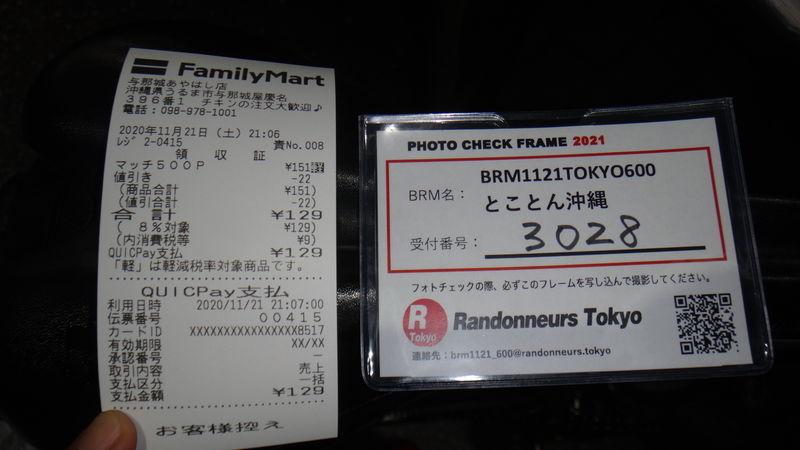 FamilyMart
与那城あやはし店
沖縄県うるま市与那城屋慶名
396番1 チキンの注文大歓迎♪
電話:098-978-1001
2020年11月21日(土)21:06
レジ 2-0415 責No.008
領 収 証
マッチ500P ¥151軽
値引き -22
(商品合計 ¥151)
(値引合計 -22)
合 計 ¥129
( 8%対象 ¥129)
(内消費税等 ¥9)
QUICPay支払 ¥129
「軽」は軽減税率対象商品です。
QUICPay支払
利用日時 2020/11/21 21:07:00
伝票番号 00415
カードID XXXXXXXXXXXXXXXX8517
有効期限 XX/XX
承認番号 -
取引内容 売上
支払区分 一括
支払金額 ¥129
お客様控え
PHOTO CHECK FRAME 2021
BRM名: BRM1121TOKYO600
とことん沖縄
受付番号: 3028
フォトチェックの際、必ずこのフレームを写し込んで撮影してください。
R
Tokyo
Randonneurs Tokyo
連絡先:brm1121_600@randonneurs.tokyo